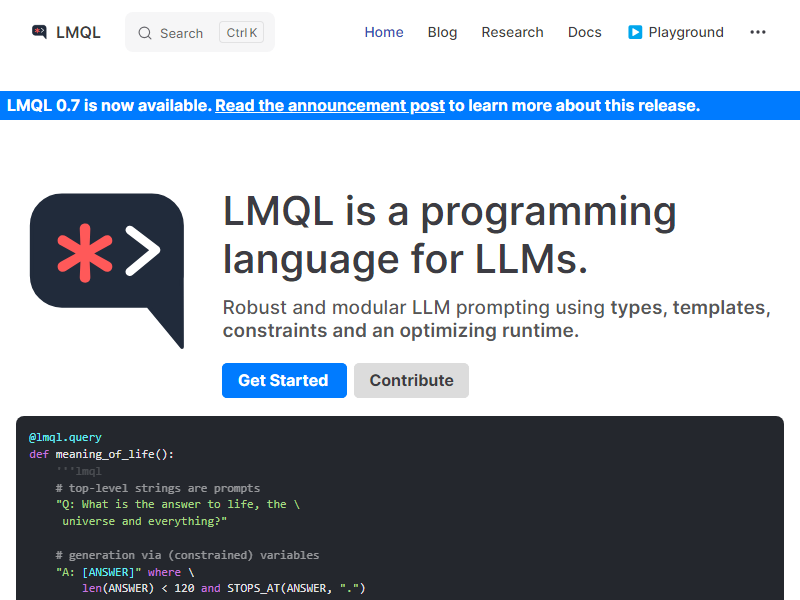 LMQL
Search Ctrl K
Home Blog Research Docs Playground
LMQL 0.7 is now available. Read the announcement post to learn more about this release.
LMQL is a programming
language for LLMs.
Robust and modular LLM prompting using types, templates,
constraints and an optimizing runtime.
Get Started Contribute
@lmql.query
def meaning_of_life():
    '''lmql
    # top-level strings are prompts
    "Q: What is the answer to life, the \
     universe and everything?"
    # generation via (constrained) variables
    "A: [ANSWER]" where \
        len(ANSWER) < 120 and STOPS_AT(ANSWER, ".")